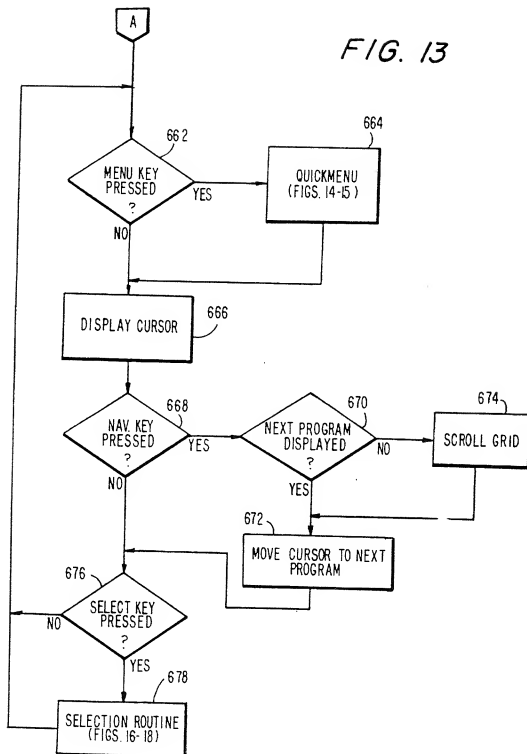 A
FIG. 13
662
MENU KEY
PRESSED
?
YES
NO
664
QUICKMENU
(FIGS. 14-15)
DISPLAY CURSOR
666
668
NAV. KEY
PRESSED
?
YES
NO
670
NEXT PROGRAM
DISPLAYED
?
NO
YES
674
SCROLL GRID
672
MOVE CURSOR TO NEXT
PROGRAM
676
SELECT KEY
PRESSED
?
NO
YES
678
SELECTION ROUTINE
(FIGS. 16-18)